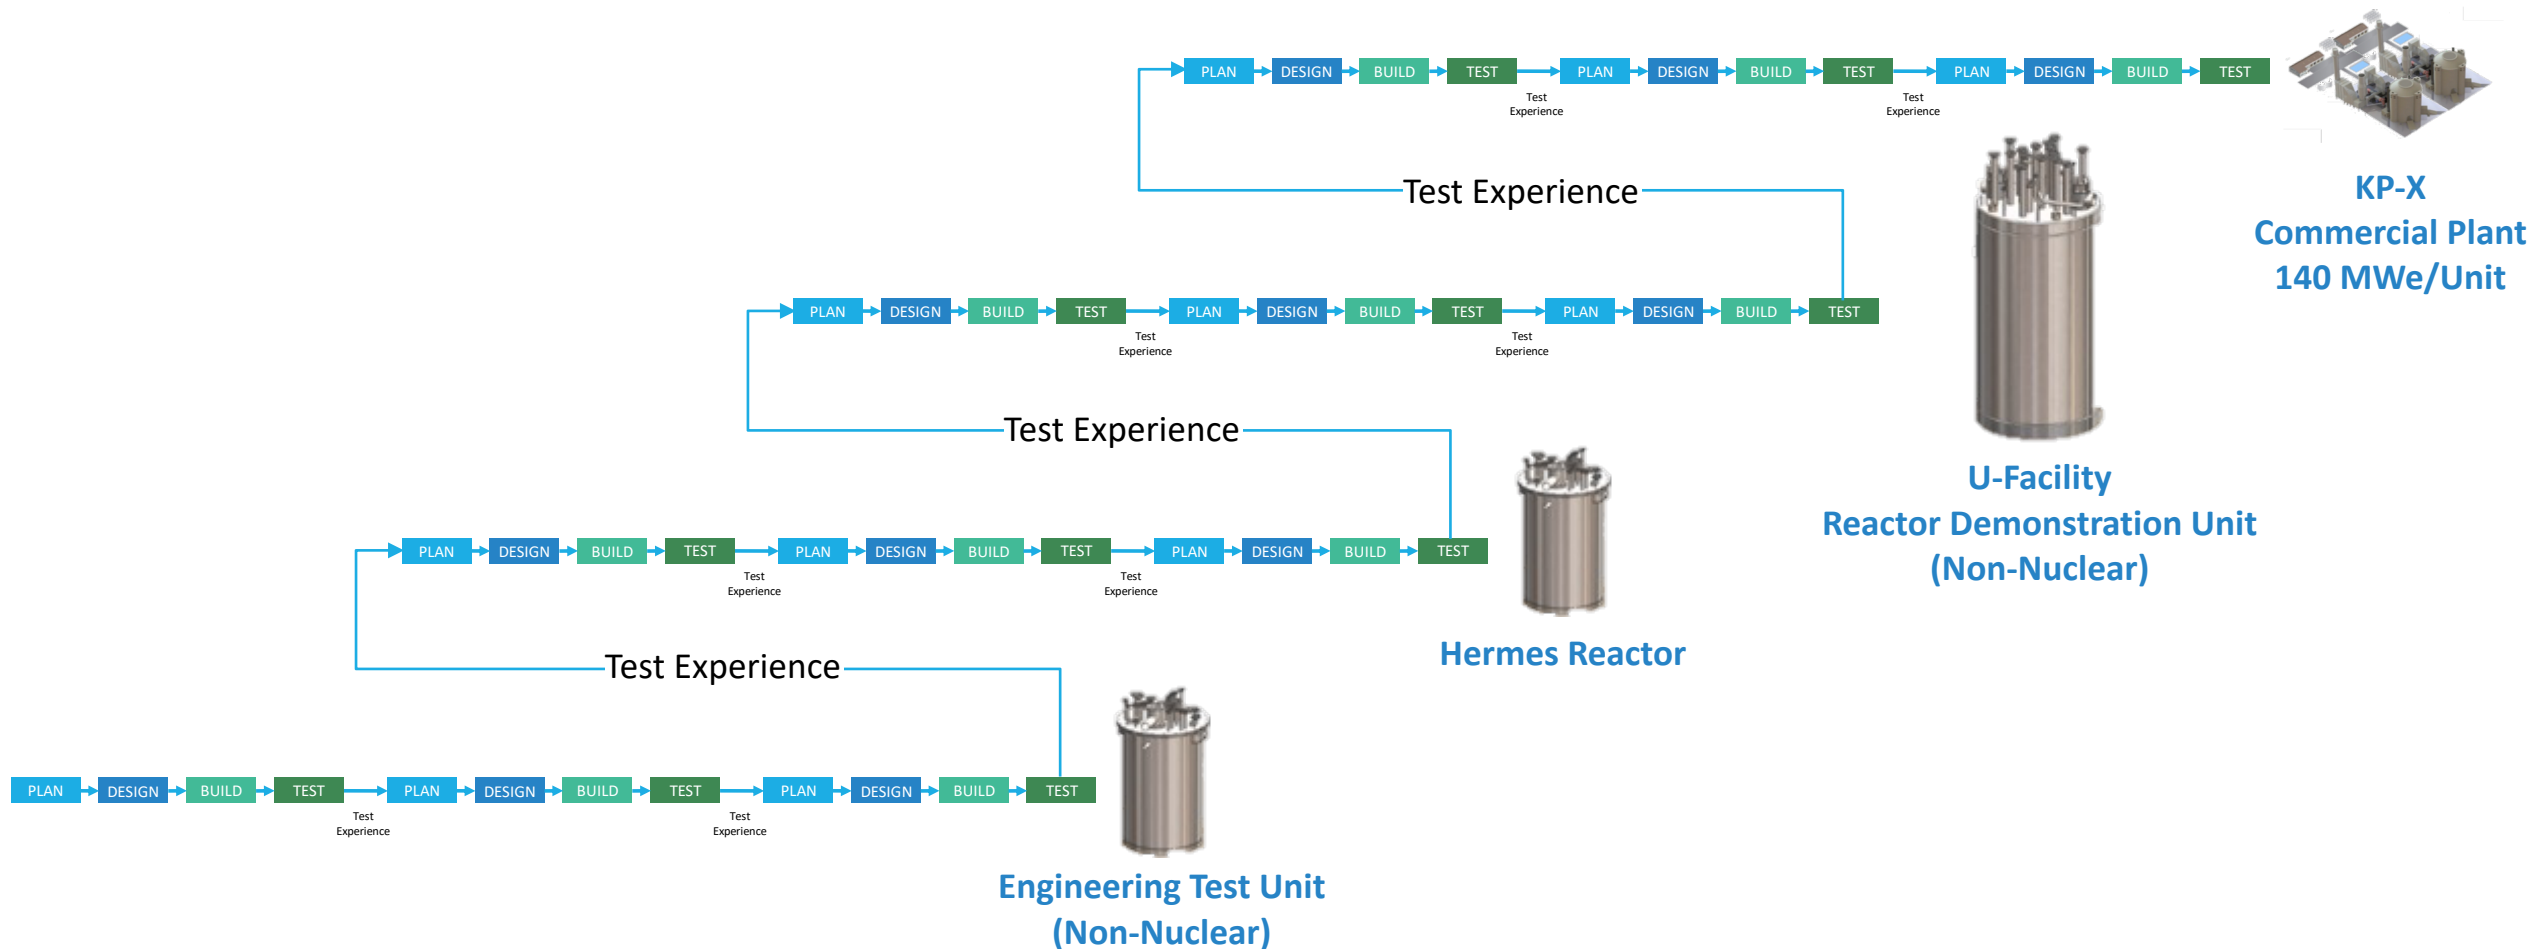 PLAN DESIGN BUILD TEST PLAN DESIGN BUILD TEST PLAN DESIGN BUILD TEST
Test
Experience
Test
Experience
KP-X
Commercial Plant
140 MWe/Unit
Test Experience
PLAN DESIGN BUILD TEST PLAN DESIGN BUILD TEST PLAN DESIGN BUILD TEST
Test
Experience
Test
Experience
U-Facility
Reactor Demonstration Unit
(Non-Nuclear)
Test Experience
PLAN DESIGN BUILD TEST PLAN DESIGN BUILD TEST PLAN DESIGN BUILD TEST
Test
Experience
Test
Experience
Hermes Reactor
Test Experience
PLAN DESIGN BUILD TEST PLAN DESIGN BUILD TEST PLAN DESIGN BUILD TEST
Test
Experience
Test
Experience
Engineering Test Unit
(Non-Nuclear)